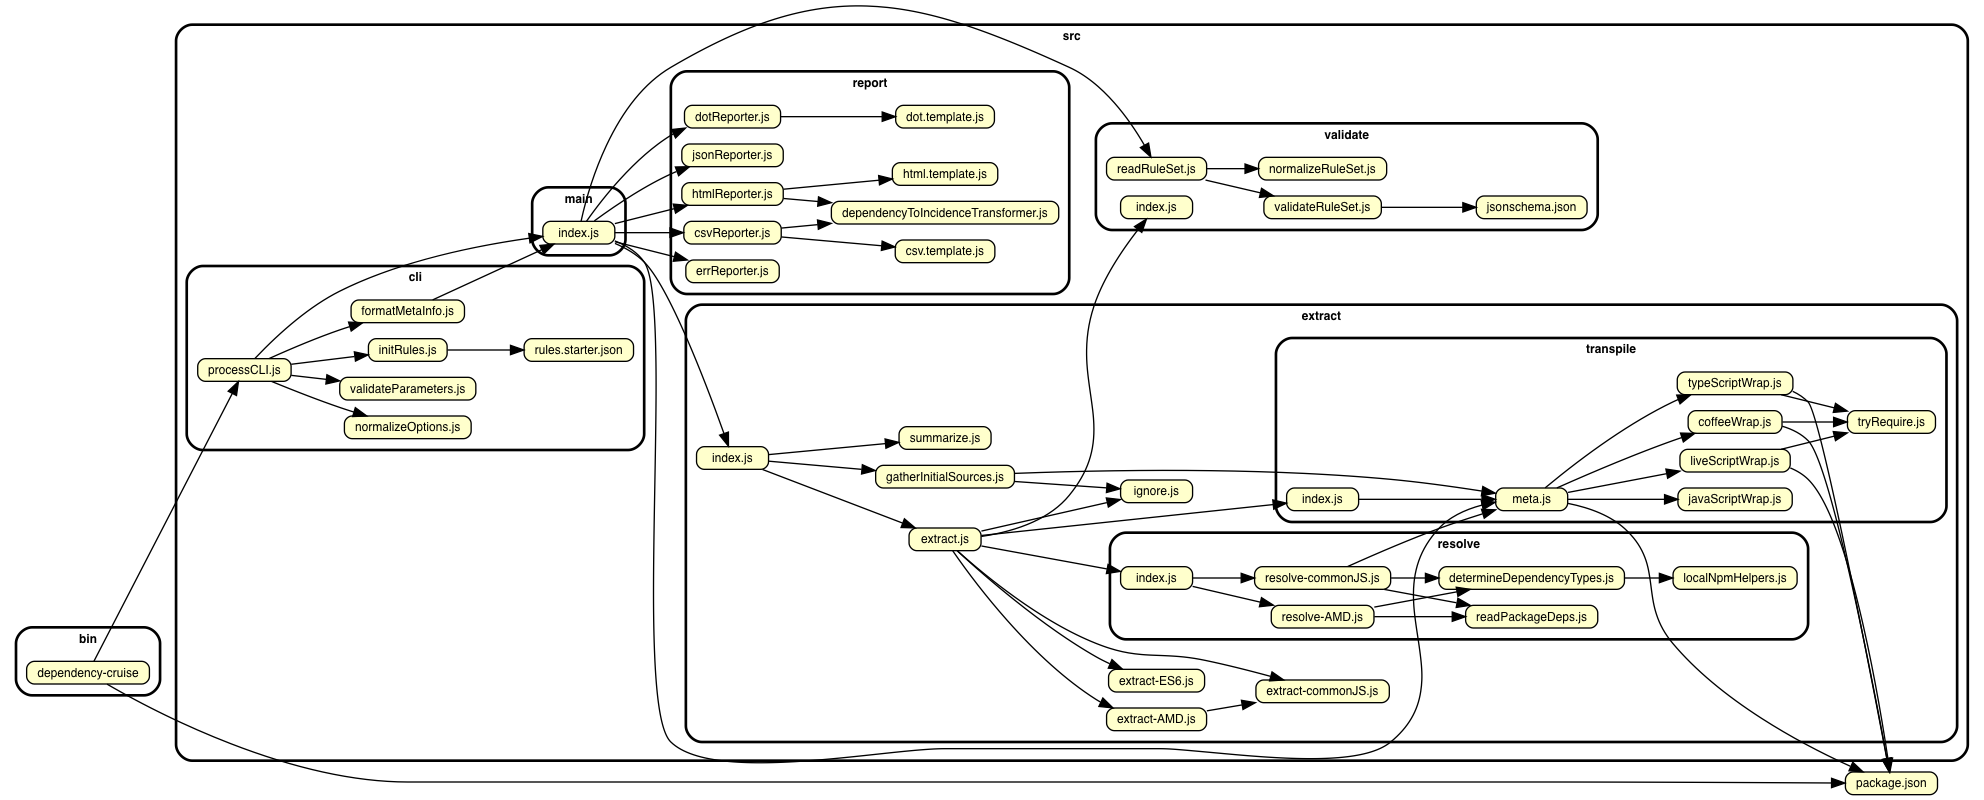 src
report
dotReporter.js
dot.template.js
jsonReporter.js
html.template.js
htmlReporter.js
dependencyToIncidenceTransformer.js
csvReporter.js
csv.template.js
errReporter.js
validate
readRuleSet.js
normalizeRuleSet.js
index.js
validateRuleSet.js
jsonschema.json
main
index.js
cli
formatMetaInfo.js
initRules.js
rules.starter.json
processCLI.js
validateParameters.js
normalizeOptions.js
extract
transpile
typeScriptWrap.js
coffeeWrap.js
tryRequire.js
liveScriptWrap.js
index.js
meta.js
javaScriptWrap.js
summarize.js
index.js
gatherInitialSources.js
ignore.js
extract.js
resolve
index.js
resolve-commonJS.js
determineDependencyTypes.js
localNpmHelpers.js
resolve-AMD.js
readPackageDeps.js
extract-ES6.js
extract-commonJS.js
extract-AMD.js
bin
dependency-cruise
package.json